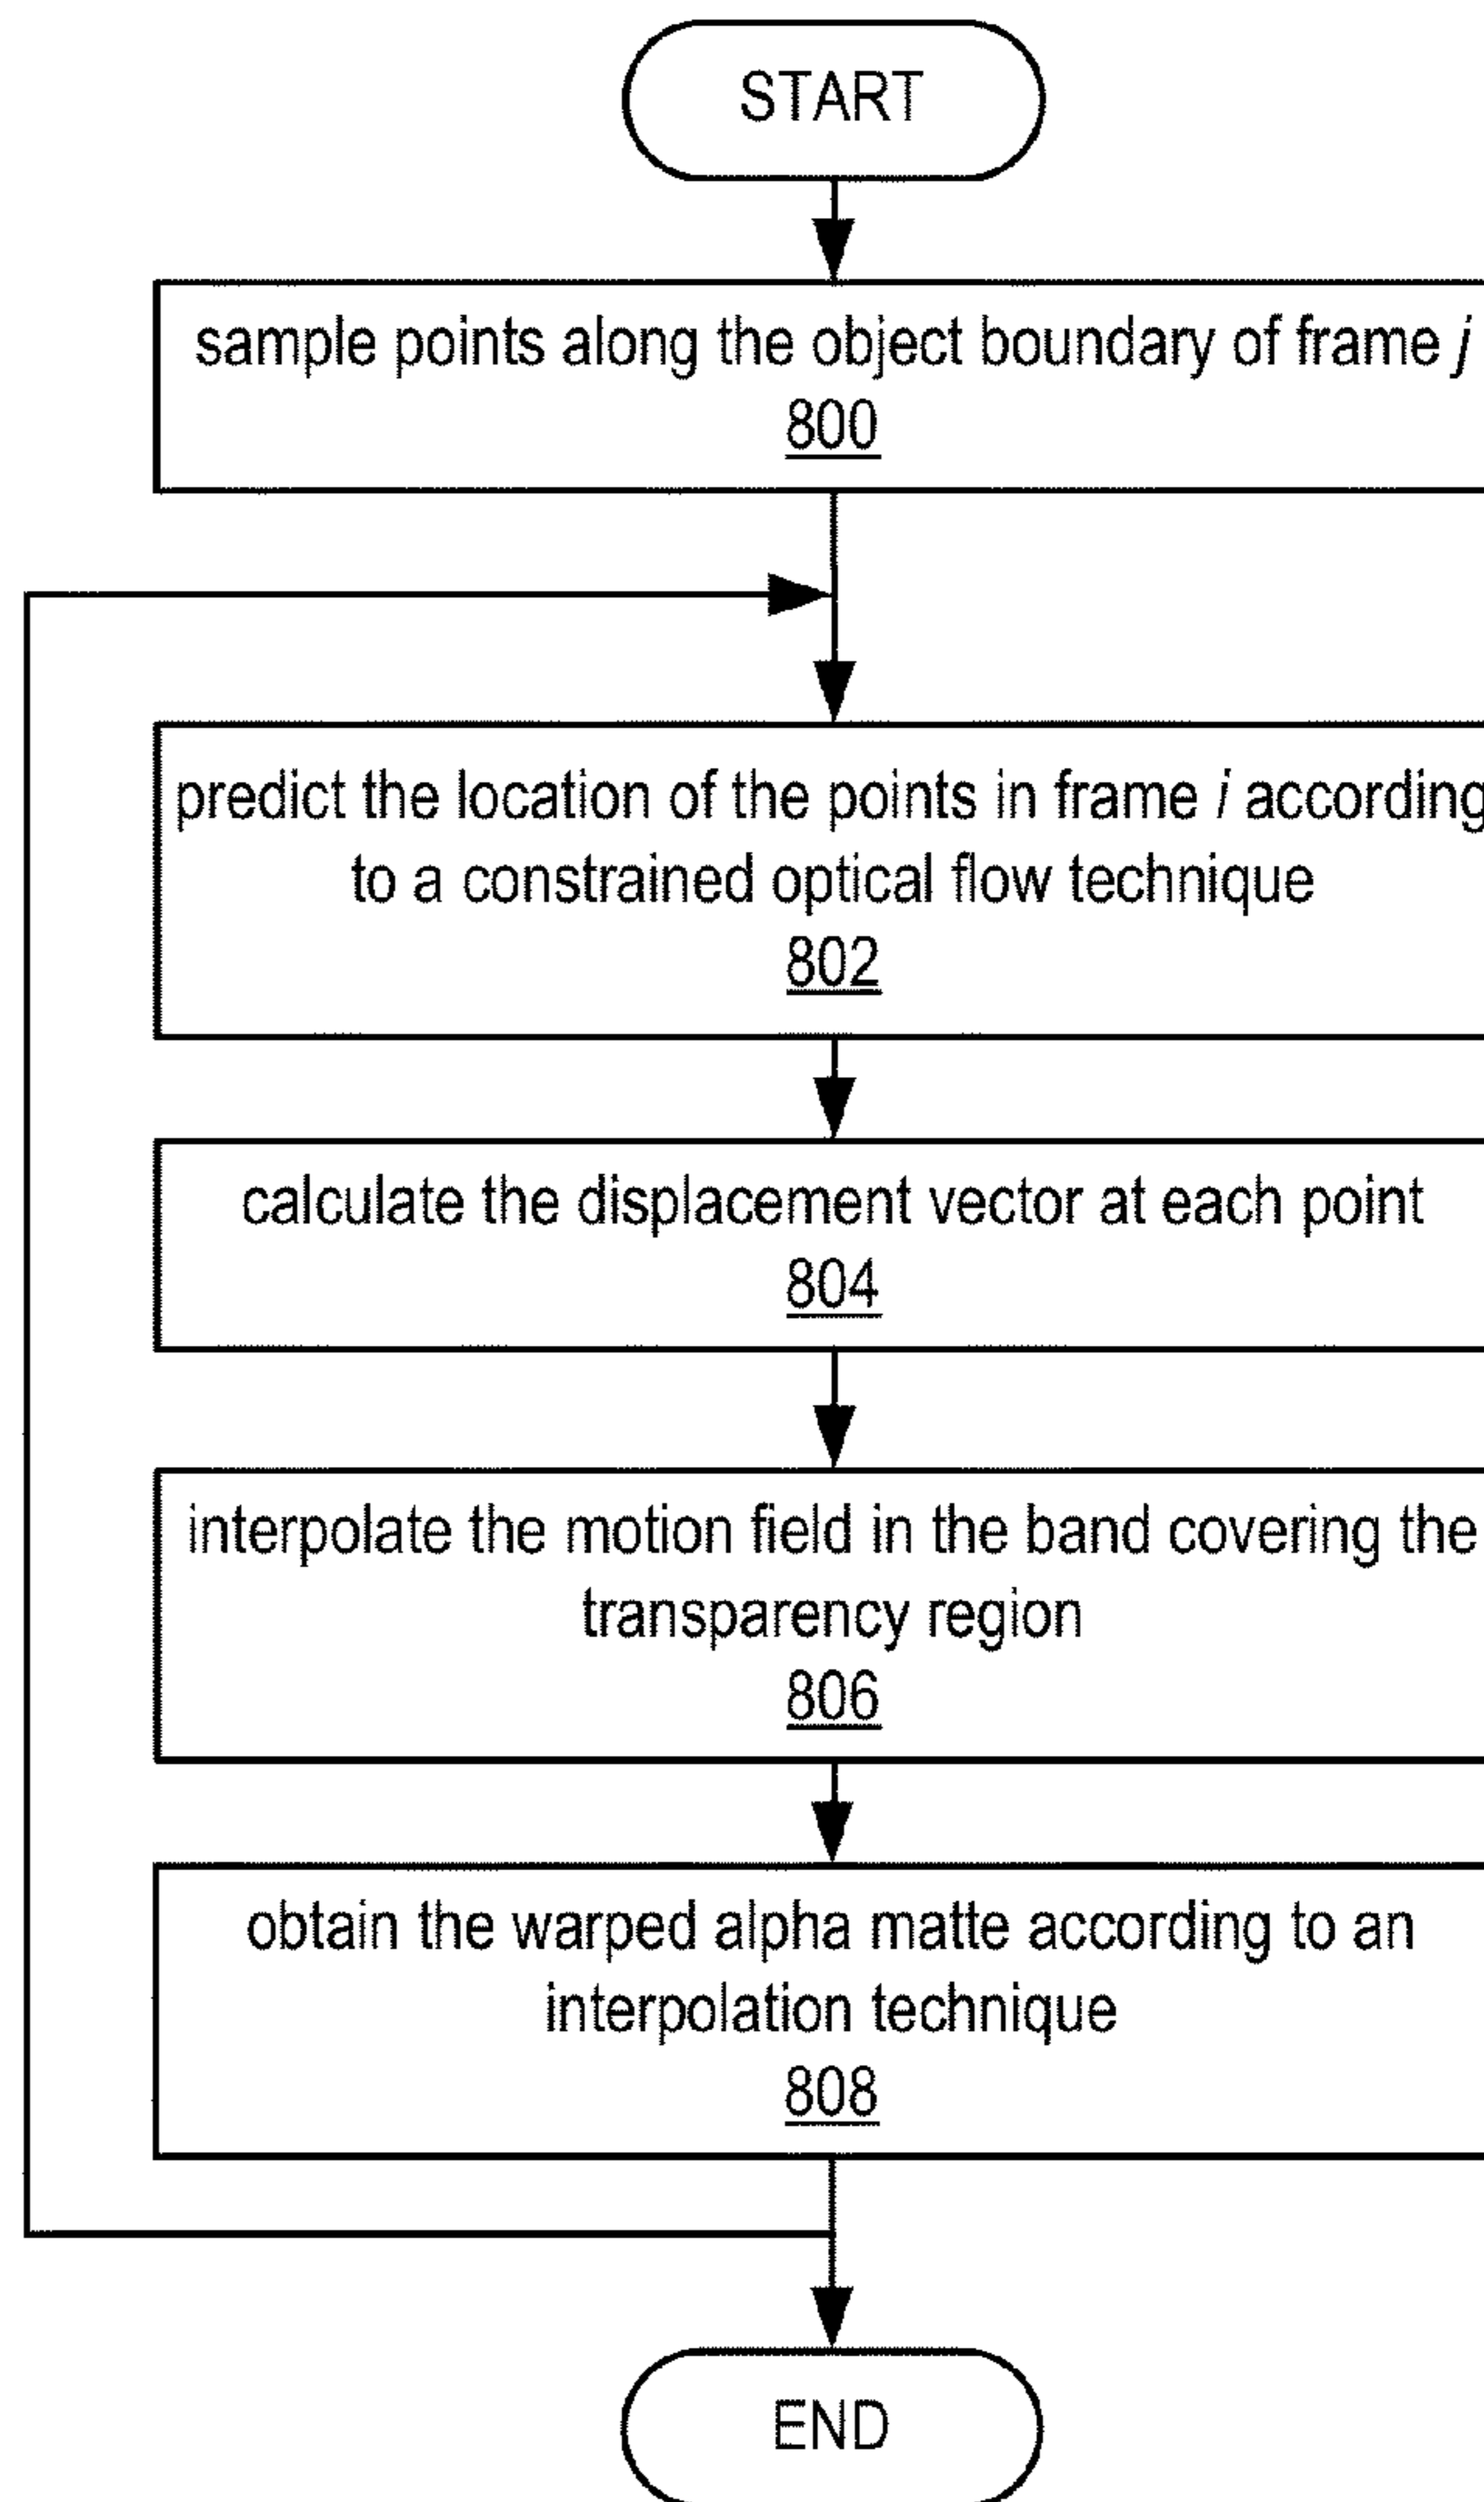 START
sample points along the object boundary of frame j
800
predict the location of the points in frame i according
to a constrained optical flow technique
802
calculate the displacement vector at each point
804
interpolate the motion field in the band covering the
transparency region
806
obtain the warped alpha matte according to an
interpolation technique
808
END